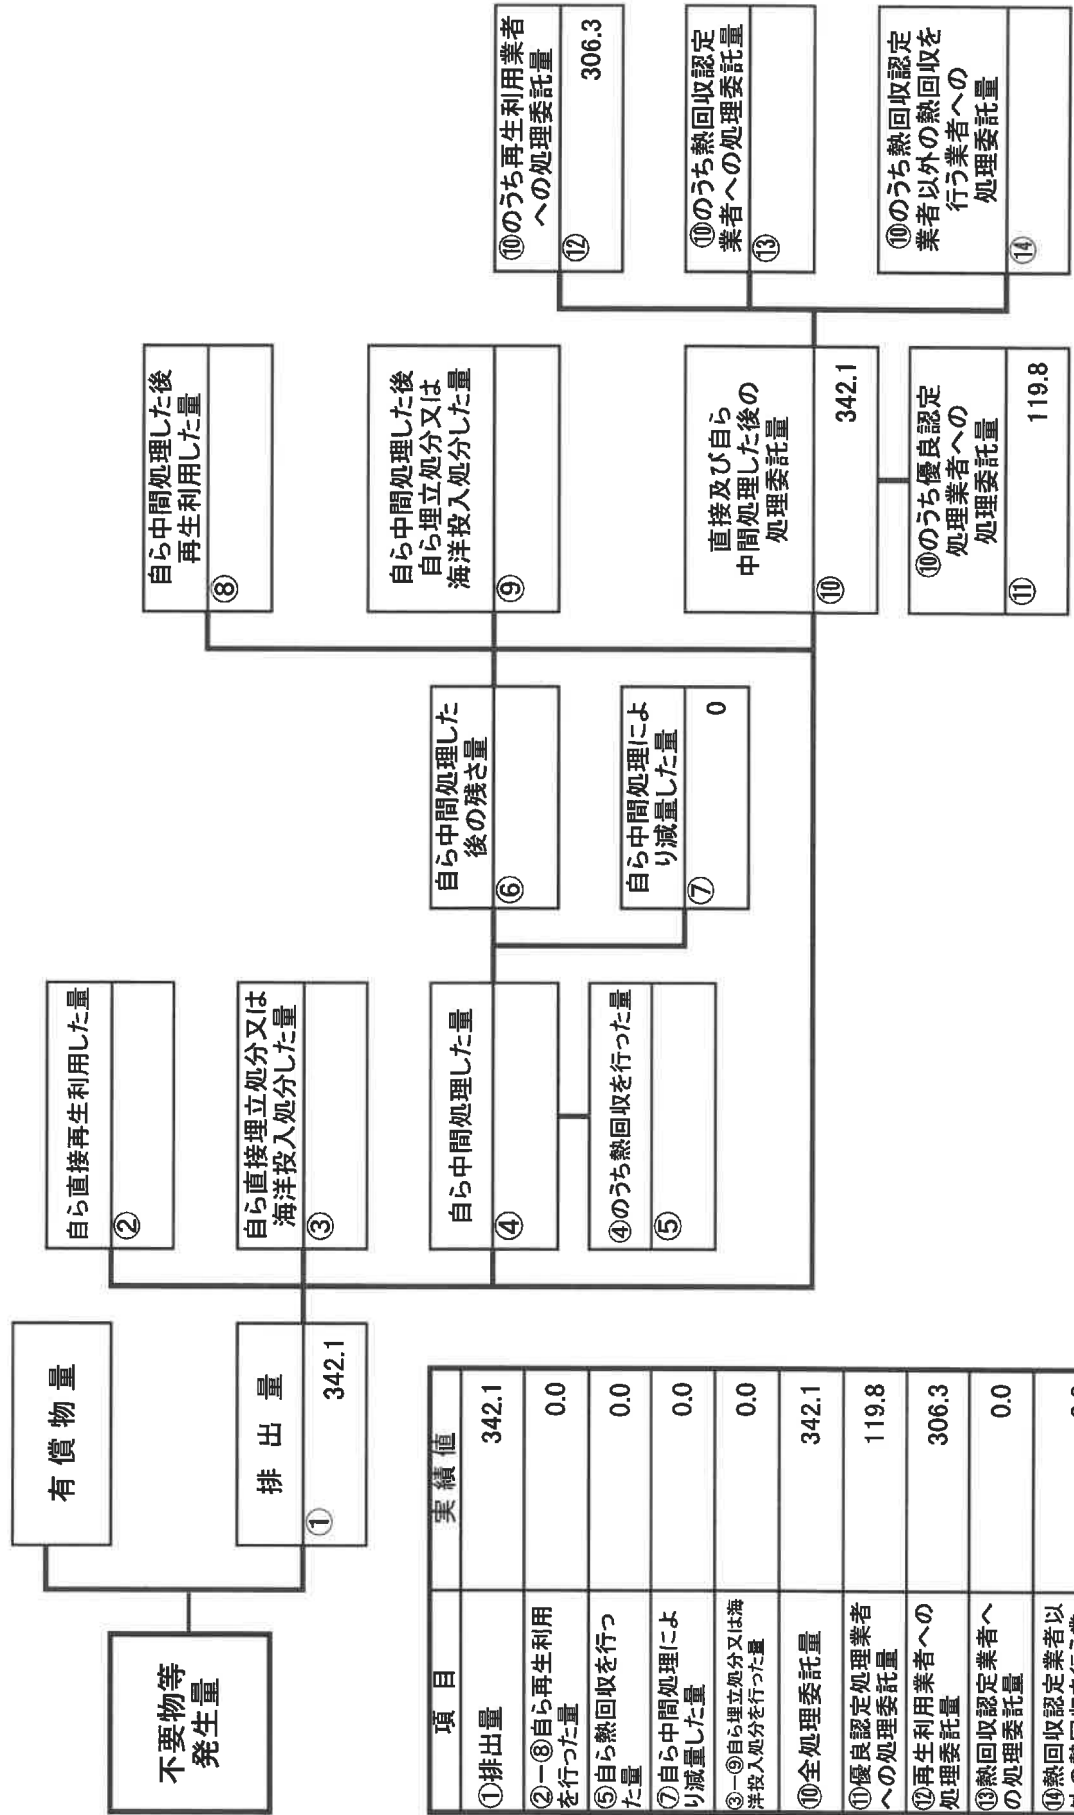 不要物等
発生量
有 償 物 量
排 出 量
①
342.1
自ら直接再生利用した量
②
自ら直接埋立処分又は
海洋投入処分した量
③
自ら中間処理した量
④
④のうち熱回収を行った量
⑤
自ら中間処理した
後の残さ量
⑥
自ら中間処理によ
り減量した量
⑦
0
自ら中間処理した後
再生利用した量
⑧
自ら中間処理した後
自ら埋立処分又は
海洋投入処分した量
⑨
直接及び自ら
中間処理した後の
処理委託量
⑩
342.1
⑩のうち優良認定
処理業者への
処理委託量
⑪
119.8
⑩のうち再生利用業者
への処理委託量
⑫
306.3
⑩のうち熱回収認定
業者への処理委託量
⑬
⑩のうち熱回収認定
業者以外の熱回収を
行う業者への
処理委託量
⑭
項 目 実 績 値
①排出量 342.1
②ー⑧自ら再生利用 0.0
を行った量
⑤自ら熱回収を行っ 0.0
た量
⑦自ら中間処理によ 0.0
り減量した量
③ー⑨自ら埋立処分又は海 0.0
洋投入処分を行った量
⑩全処理委託量 342.1
⑪優良認定処理業者 119.8
への処理委託量
⑫再生利用業者への 306.3
処理委託量
⑬熱回収認定業者へ 0.0
の処理委託量
⑭熱回収認定業者以